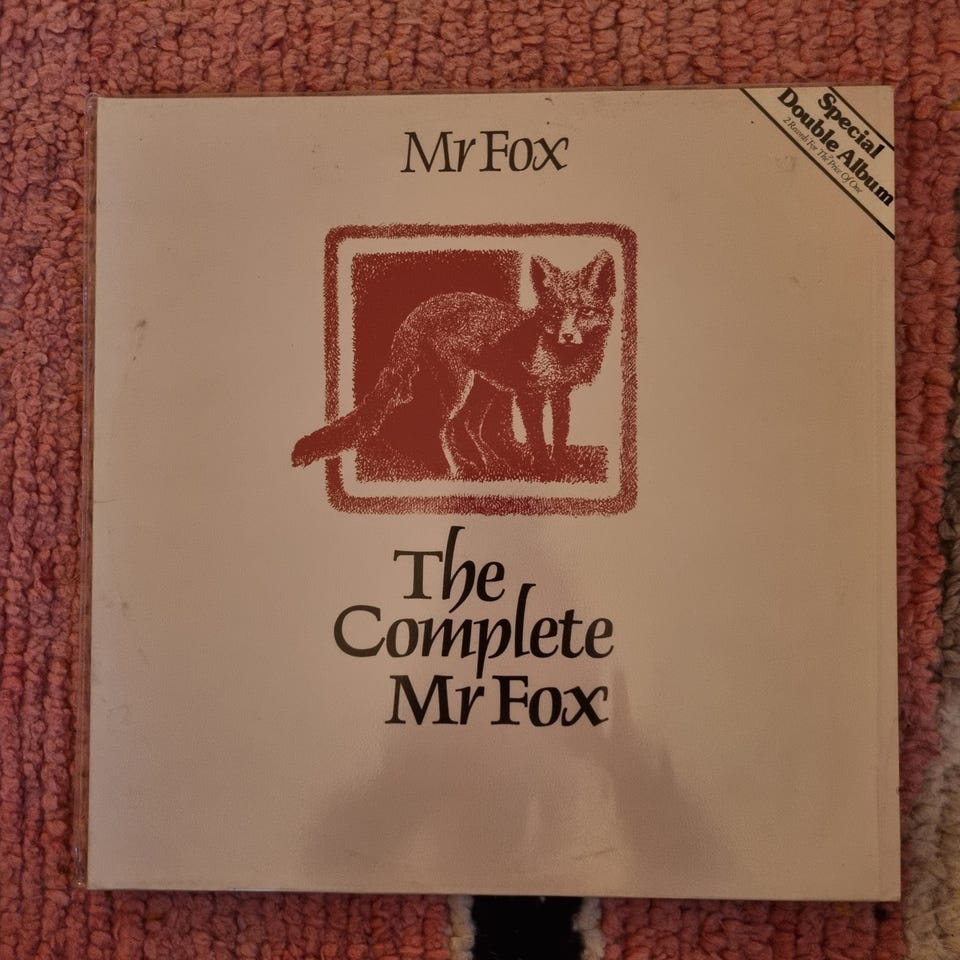 Mr Fox
Special
Double Album
2 Records For The Price Of One
The
Complete
Mr Fox